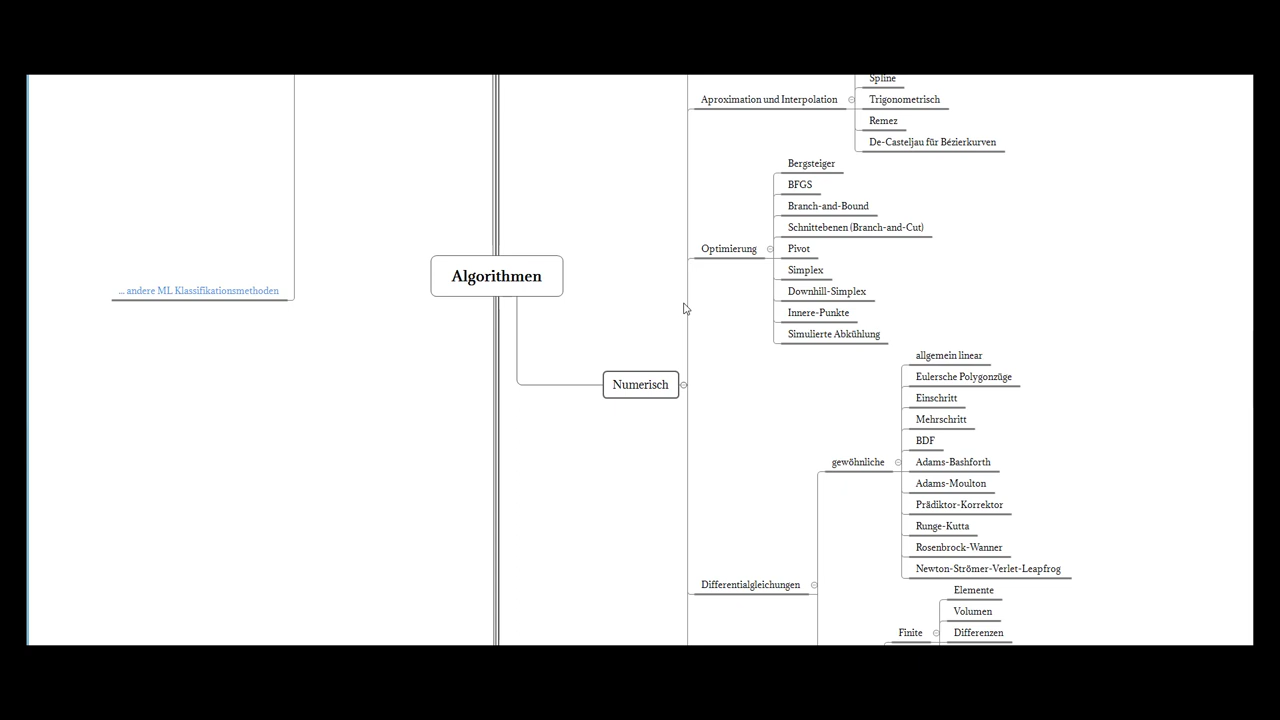 Spline
Aproximation und Interpolation
Trigonometrisch
Remez
De-Casteljau für Bézierkurven
Bergsteiger
BFGS
Branch-and-Bound
Schnittebenen (Branch-and-Cut)
Optimierung
Pivot
Simplex
Downhill-Simplex
Innere-Punkte
Simulierte Abkühlung
Algorithmen
... andere ML Klassifikationsmethoden
Numerisch
allgemein linear
Eulersche Polygonzüge
Einschritt
Mehrschritt
BDF
gewöhnliche
Adams-Bashforth
Adams-Moulton
Prädiktor-Korrektor
Runge-Kutta
Rosenbrock-Wanner
Newton-Strömer-Verlet-Leapfrog
Differentialgleichungen
Elemente
Volumen
Finite
Differenzen